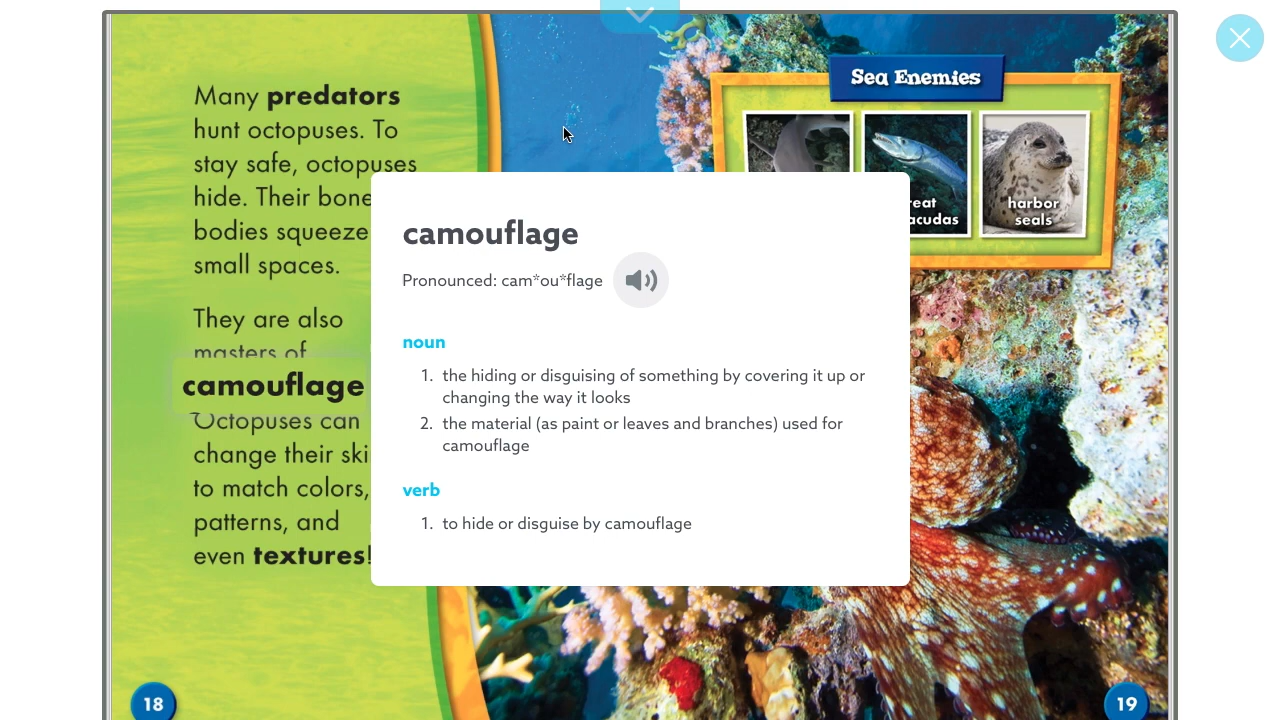 Many predators
hunt octopuses. To
stay safe, octopuses
hide. Their bone
bodies squeeze
small spaces.
They are also
masters of
camouflage
Octopuses can
change their ski
to match colors,
patterns, and
even textures!
18
Sea Enemies
reat
acudas
harbor
seals
camouflage
Pronounced: cam*ou*flage
noun
1. the hiding or disguising of something by covering it up or
changing the way it looks
2. the material (as paint or leaves and branches) used for
camouflage
verb
1. to hide or disguise by camouflage
19